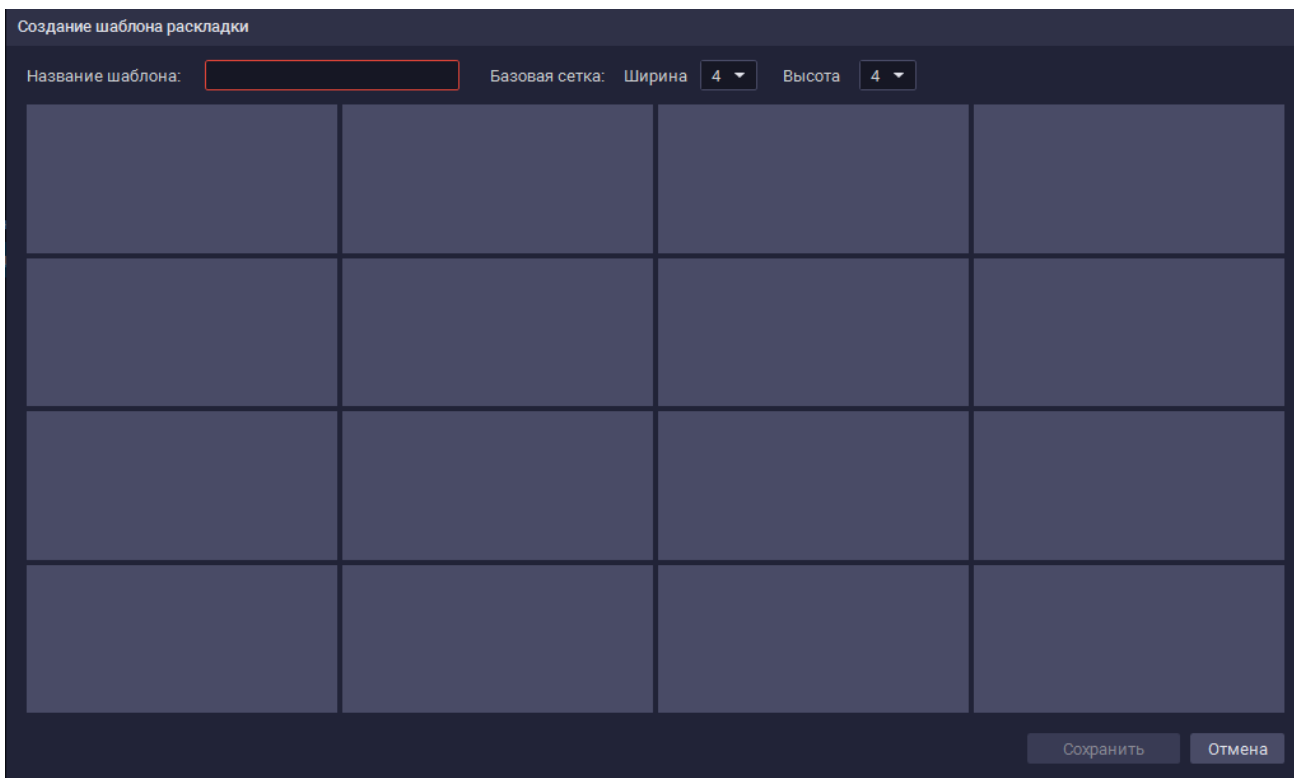 Создание шаблона раскладки
Название шаблона: Базовая сетка: Ширина 4 Высота 4
Сохранить Отмена